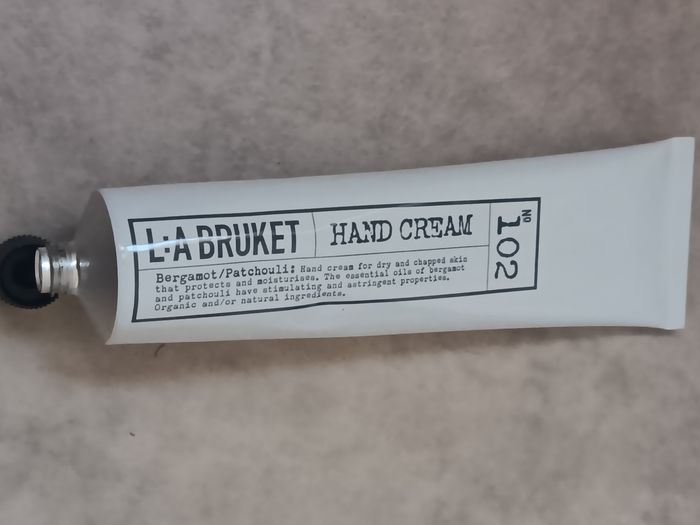 L:A BRUKET
HAND CREAM
No 102
Bergamot/Patchouli: Hand cream for dry and chapped skin
that protects and moisturises. The essential oils of bergamot
and patchouli have stimulating and astringent properties.
Organic and/or natural ingredients.